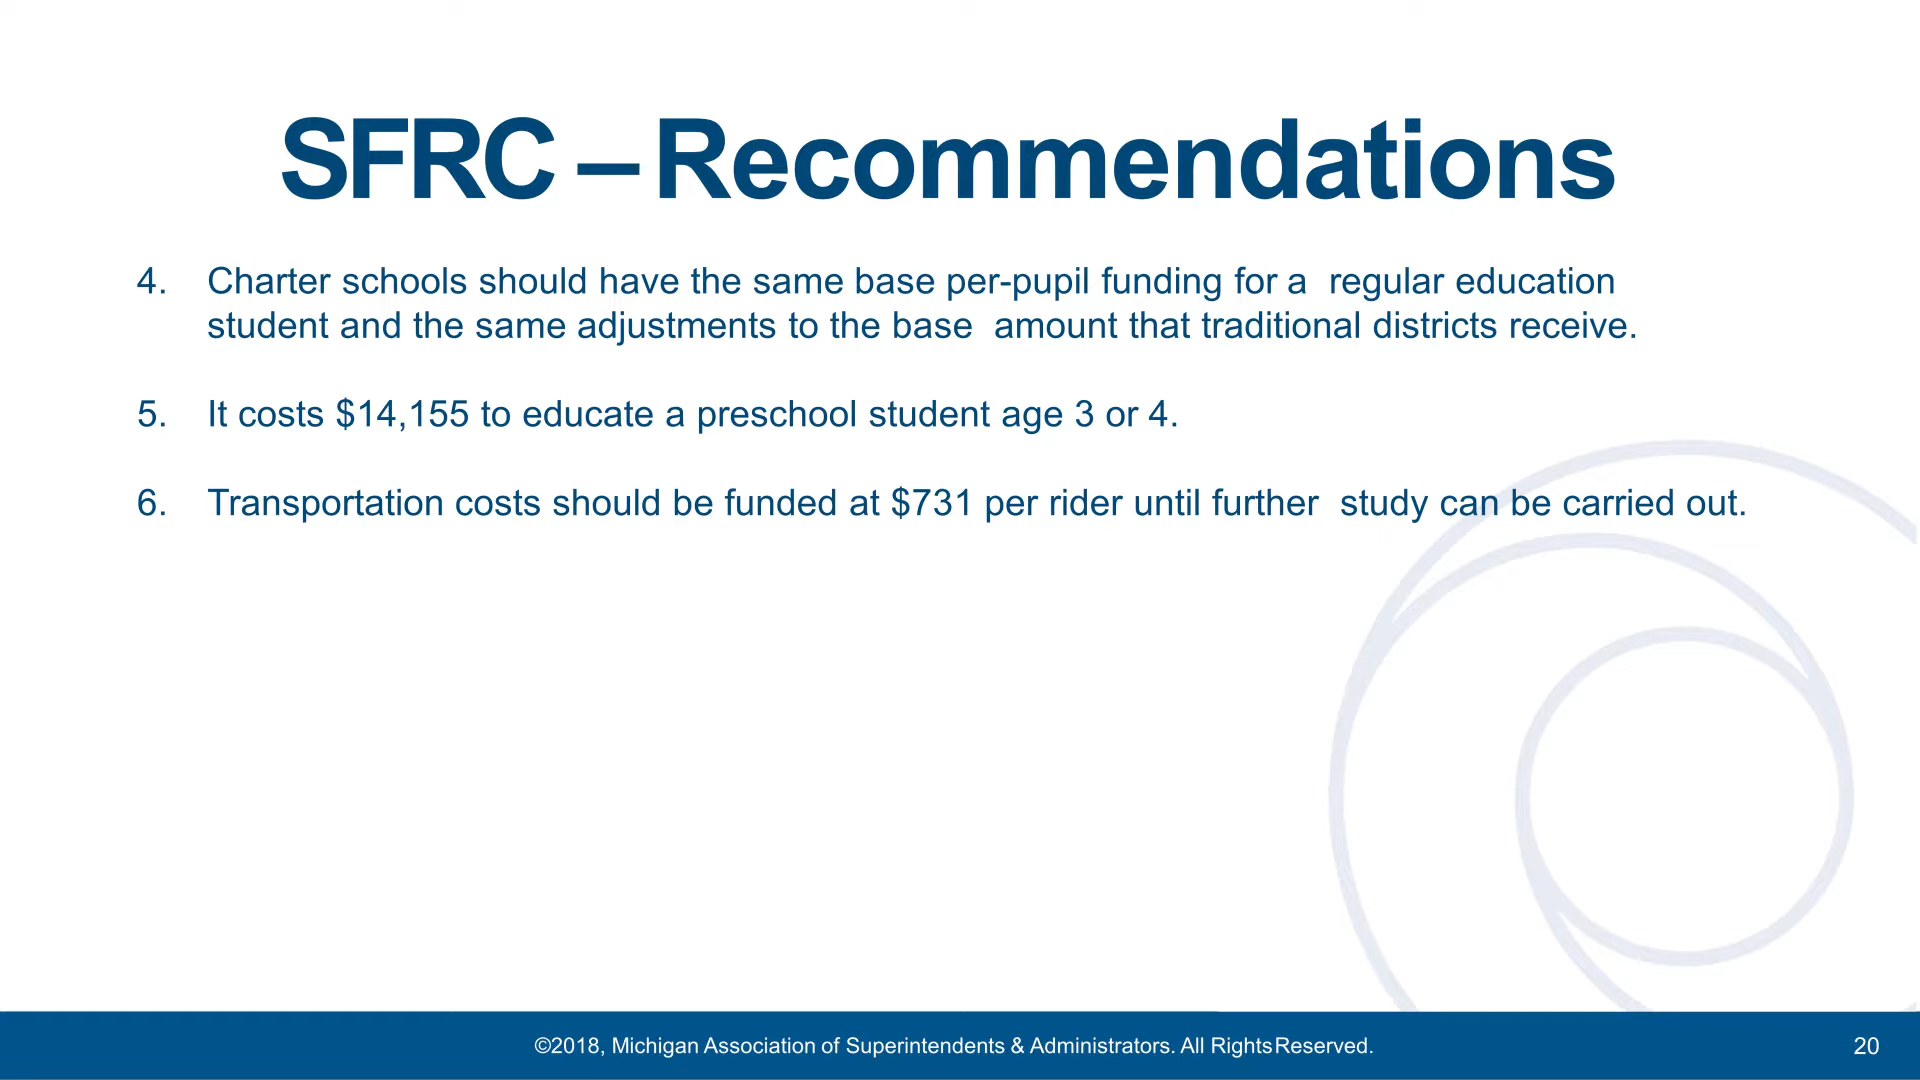 SFRC – Recommendations
4. Charter schools should have the same base per-pupil funding for a regular education
student and the same adjustments to the base amount that traditional districts receive.
5. It costs $14,155 to educate a preschool student age 3 or 4.
6. Transportation costs should be funded at $731 per rider until further study can be carried out.
©2018, Michigan Association of Superintendents & Administrators. All RightsReserved.
20